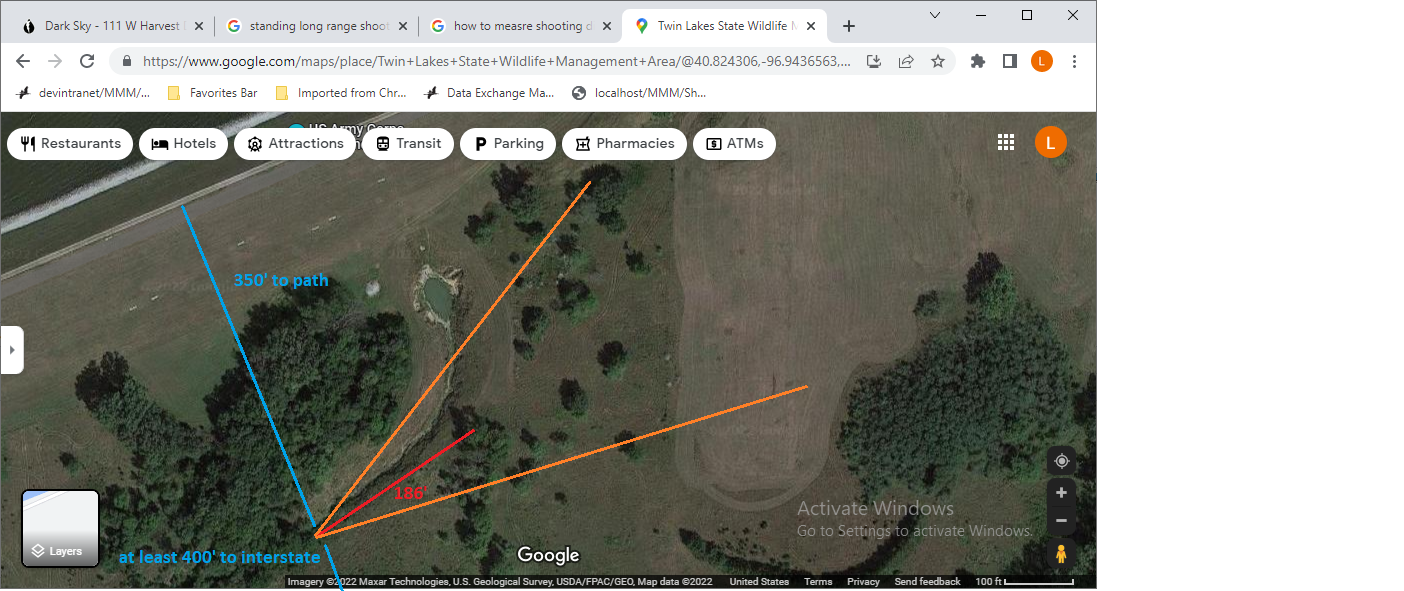 Dark Sky - 111 W Harvest
standing long range shoot
how to measre shooting d
Twin Lakes State Wildlife M
https://www.google.com/maps/place/Twin+Lakes+State+Wildlife+Management+Area/@40.824306,-96.9436563,...
L
devintranet/MMM/...
Favorites Bar
Imported from Chr...
Data Exchange Ma...
localhost/MMM/Sh...
US Army Corps
Restaurants
Hotels
Attractions
Transit
Parking
Pharmacies
ATMs
L
350' to path
186'
at least 400' to interstate
Layers
Google
Activate Windows
Go to Settings to activate Windows.
Imagery ©2022 Maxar Technologies, U.S. Geological Survey, USDA/FPAC/GEO, Map data ©2022
United States
Terms
Privacy
Send feedback
100 ft